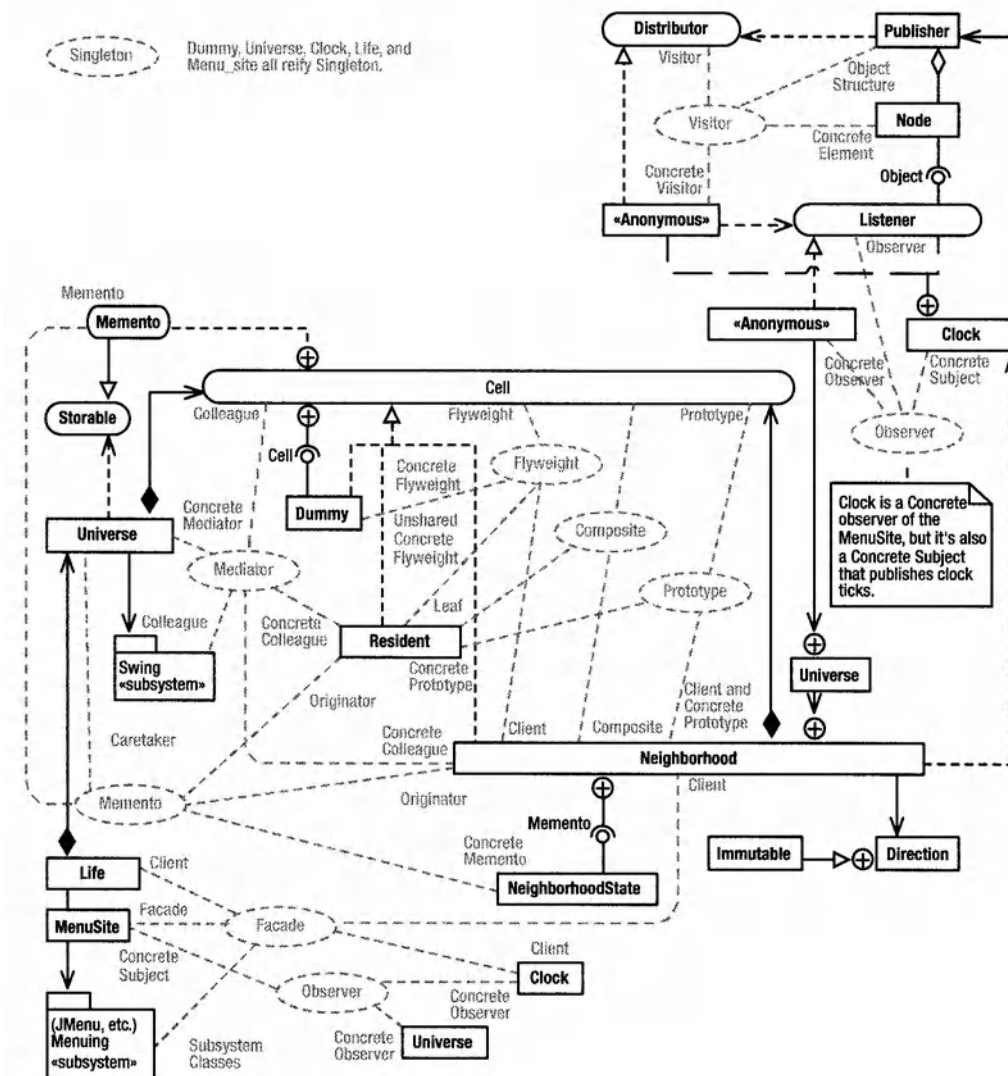 Singleton
Dummy, Universe, Clock, Life, and
Menu_site all reify Singleton.
Distributor
Visitor
Publisher
Object
Structure
Visitor
Node
Concrete
Element
Concrete
Viisitor
Object
«Anonymous»
Listener
Observer
Memento
Memento
«Anonymous»
Clock
Concrete
Observer
Concrete
Subject
Cell
Colleague
Flyweight
Prototype
Storable
Observer
Cell
Concrete
Flyweight
Flyweight
Dummy
Concrete
Mediator
Universe
Unshared
Concrete
Flyweight
Composite
Clock is a Concrete
observer of the
MenuSite, but it's also
a Concrete Subject
that publishes clock
ticks.
Mediator
Prototype
Leaf
Colleague
Concrete
Colleague
Resident
Swing
«subsystem»
Concrete
Prototype
Universe
Originator
Client and
Concrete
Prototype
Caretaker
Concrete
Colleague
Client
Composite
Neighborhood
Client
Memento
Originator
Memento
Concrete
Memento
Immutable
Direction
Life
Client
NeighborhoodState
MenuSite
Facade
Facade
Concrete
Subject
Client
Clock
Observer
Concrete
Observer
(JMenu, etc.)
Menuing
«subsystem»
Subsystem
Classes
Concrete
Observer
Universe